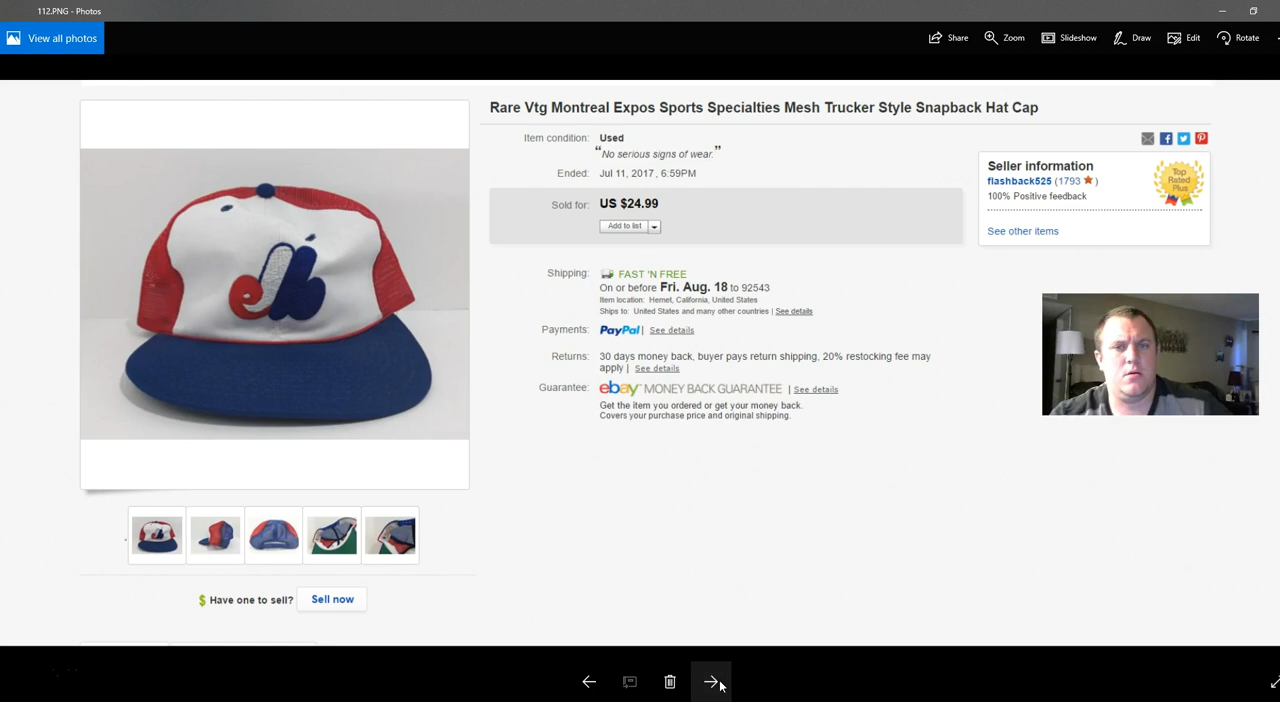 112.PNG - Photos
View all photos
Share
Zoom
Slideshow
Draw
Edit
Rotate
Rare Vtg Montreal Expos Sports Specialties Mesh Trucker Style Snapback Hat Cap
Item condition: Used
“No serious signs of wear.”
Ended: Jul 11, 2017 , 6:59PM
Sold for: US $24.99
Add to list
Seller information
flashback525 (1793 )
100% Positive feedback
Top Rated Plus
See other items
Shipping: FAST 'N FREE
On or before Fri. Aug. 18 to 92543
Item location: Hemet, California, United States
Ships to: United States and many other countries | See details
Payments: PayPal | See details
Returns: 30 days money back, buyer pays return shipping, 20% restocking fee may
apply | See details
Guarantee: ebay MONEY BACK GUARANTEE | See details
Get the item you ordered or get your money back.
Covers your purchase price and original shipping.
$ Have one to sell? Sell now